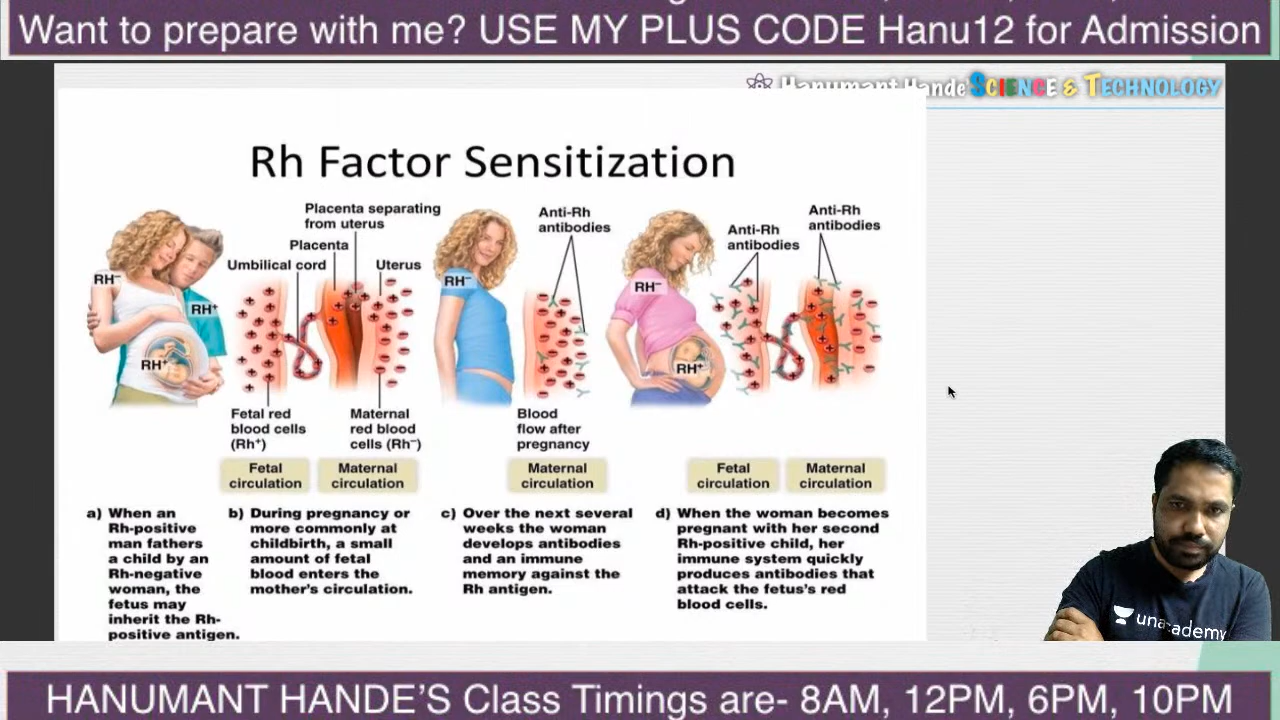 Want to prepare with me? USE MY PLUS CODE Hanu12 for Admission
Hanumant Hande SCIENCE & TECHNOLOGY
Rh Factor Sensitization
Placenta separating
from uterus
Placenta
Umbilical cord
Uterus
RH⁻
RH⁺
RH⁺
Fetal red
blood cells
(Rh⁺)
Maternal
red blood
cells (Rh⁻)
Fetal
circulation
Maternal
circulation
Anti-Rh
antibodies
RH⁻
Blood
flow after
pregnancy
Maternal
circulation
Anti-Rh
antibodies
Anti-Rh
antibodies
RH⁻
RH⁺
Fetal
circulation
Maternal
circulation
a) When an
Rh-positive
man fathers
a child by an
Rh-negative
woman, the
fetus may
inherit the Rh-
positive antigen.
b) During pregnancy or
more commonly at
childbirth, a small
amount of fetal
blood enters the
mother's circulation.
c) Over the next several
weeks the woman
develops antibodies
and an immune
memory against the
Rh antigen.
d) When the woman becomes
pregnant with her second
Rh-positive child, her
immune system quickly
produces antibodies that
attack the fetus's red
blood cells.
unacademy
HANUMANT HANDE'S Class Timings are- 8AM, 12PM, 6PM, 10PM